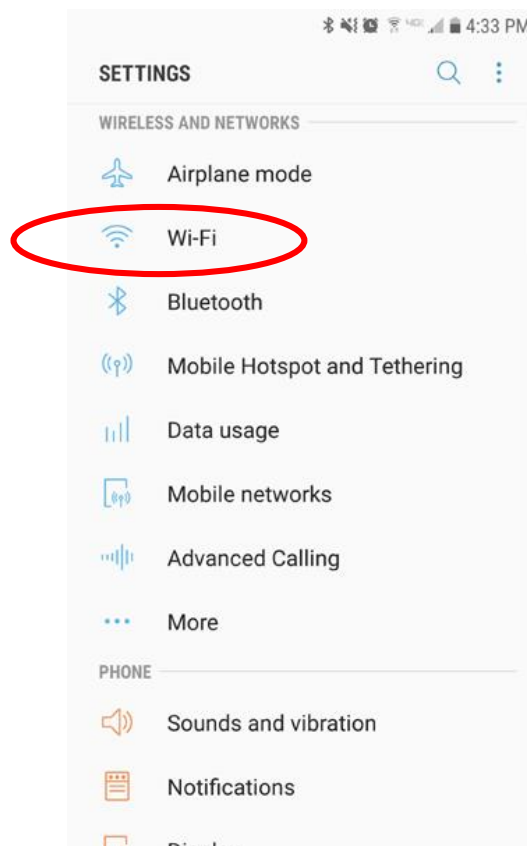 4:33 PM
SETTINGS
WIRELESS AND NETWORKS
Airplane mode
Wi-Fi
Bluetooth
Mobile Hotspot and Tethering
Data usage
Mobile networks
Advanced Calling
More
PHONE
Sounds and vibration
Notifications